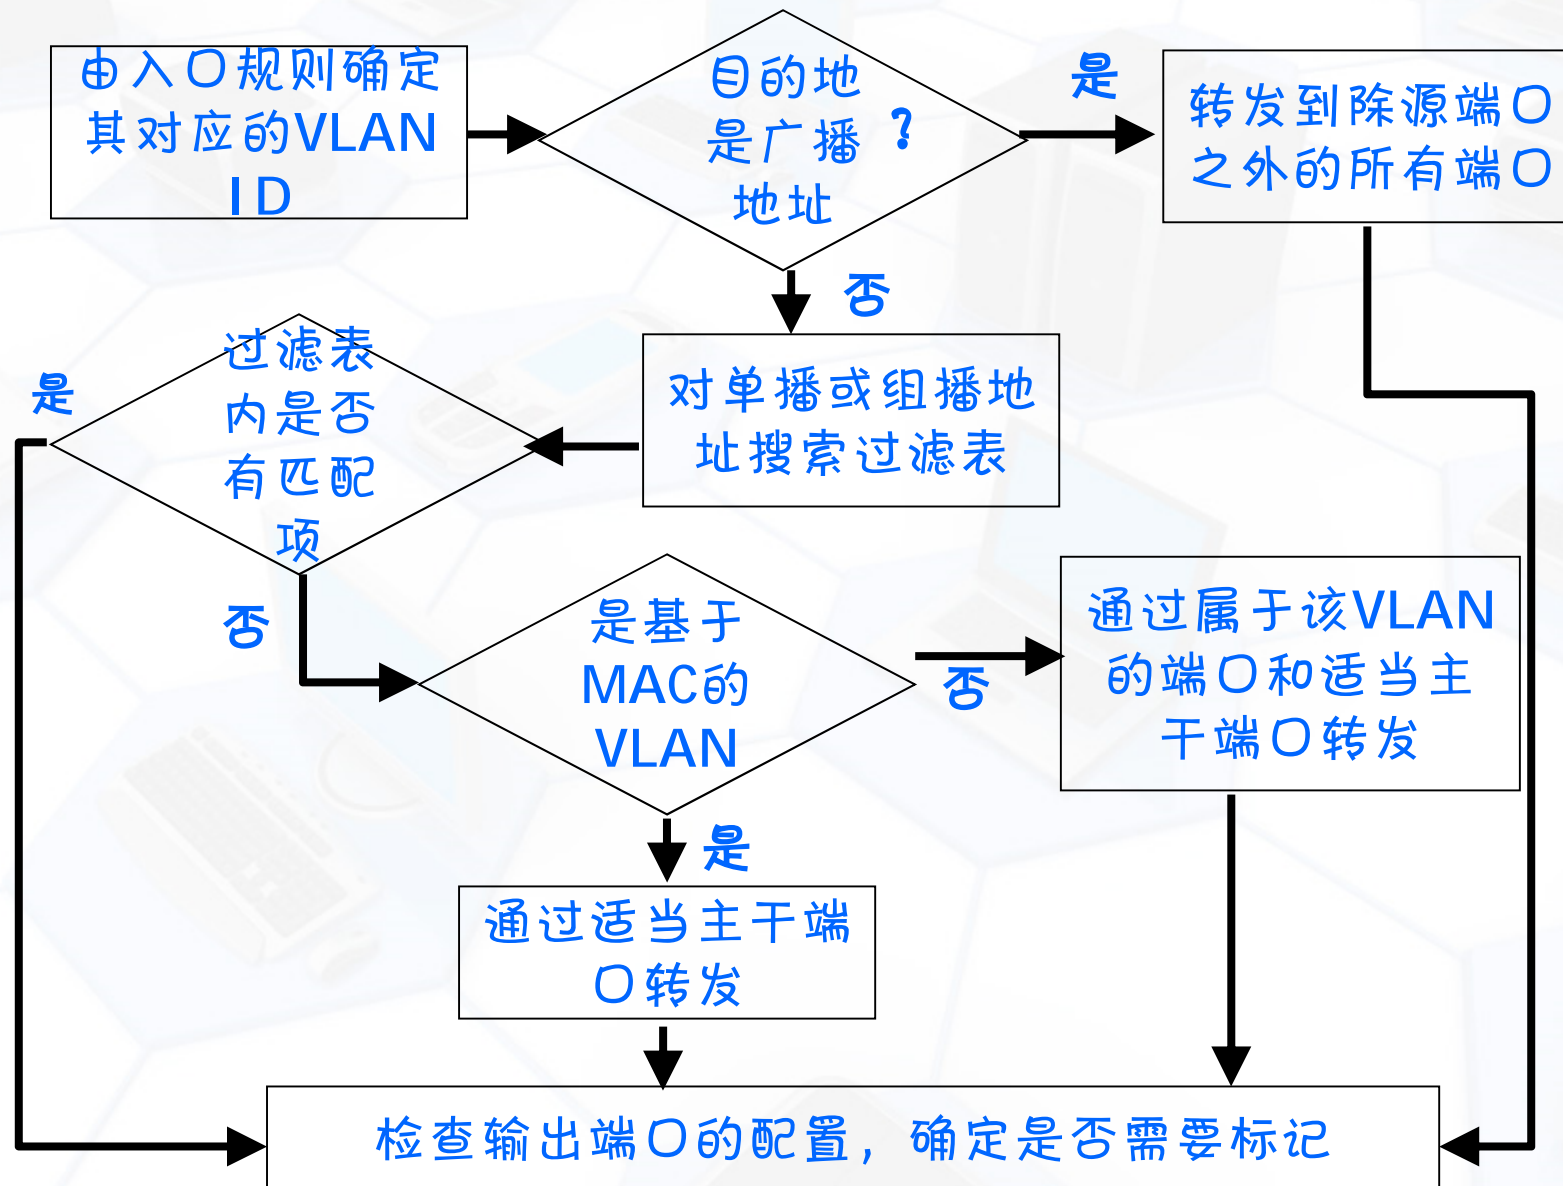 由入口规则确定
其对应的VLAN
ID
目的地
是广播
地址
?
是
转发到除源端口
之外的所有端口
否
对单播或组播地
址搜索过滤表
过滤表
内是否
有匹配
项
是
否
是基于
MAC的
VLAN
否
通过属于该VLAN
的端口和适当主
干端口转发
是
通过适当主干端
口转发
检查输出端口的配置，确定是否需要标记